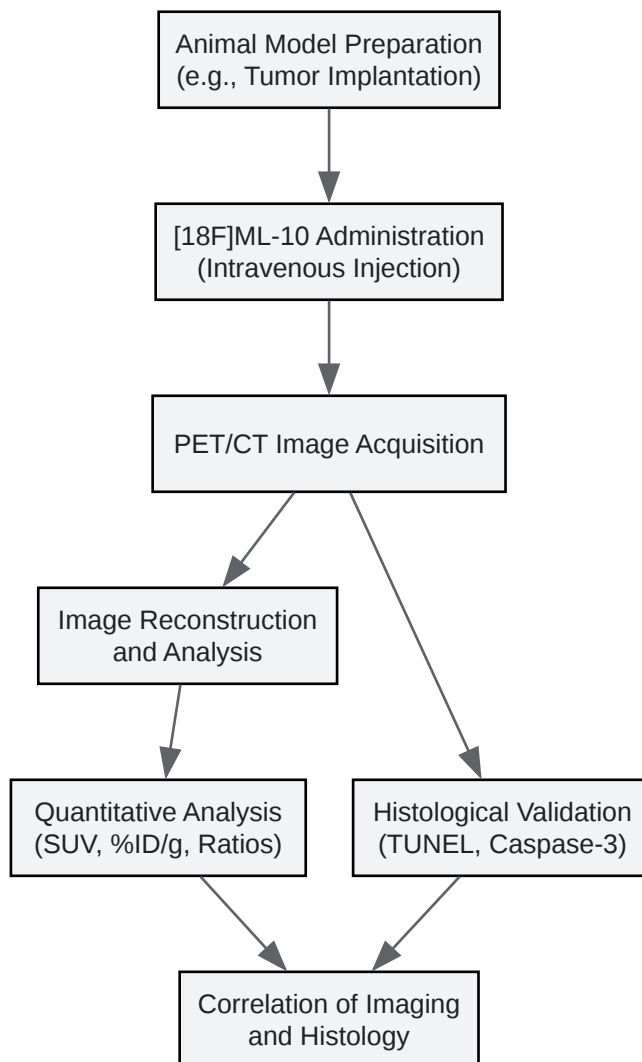 Animal Model Preparation
(e.g., Tumor Implantation)
[18F]ML-10 Administration
(Intravenous Injection)
PET/CT Image Acquisition
Image Reconstruction
and Analysis
Quantitative Analysis
(SUV, %ID/g, Ratios)
Histological Validation
(TUNEL, Caspase-3)
Correlation of Imaging
and Histology